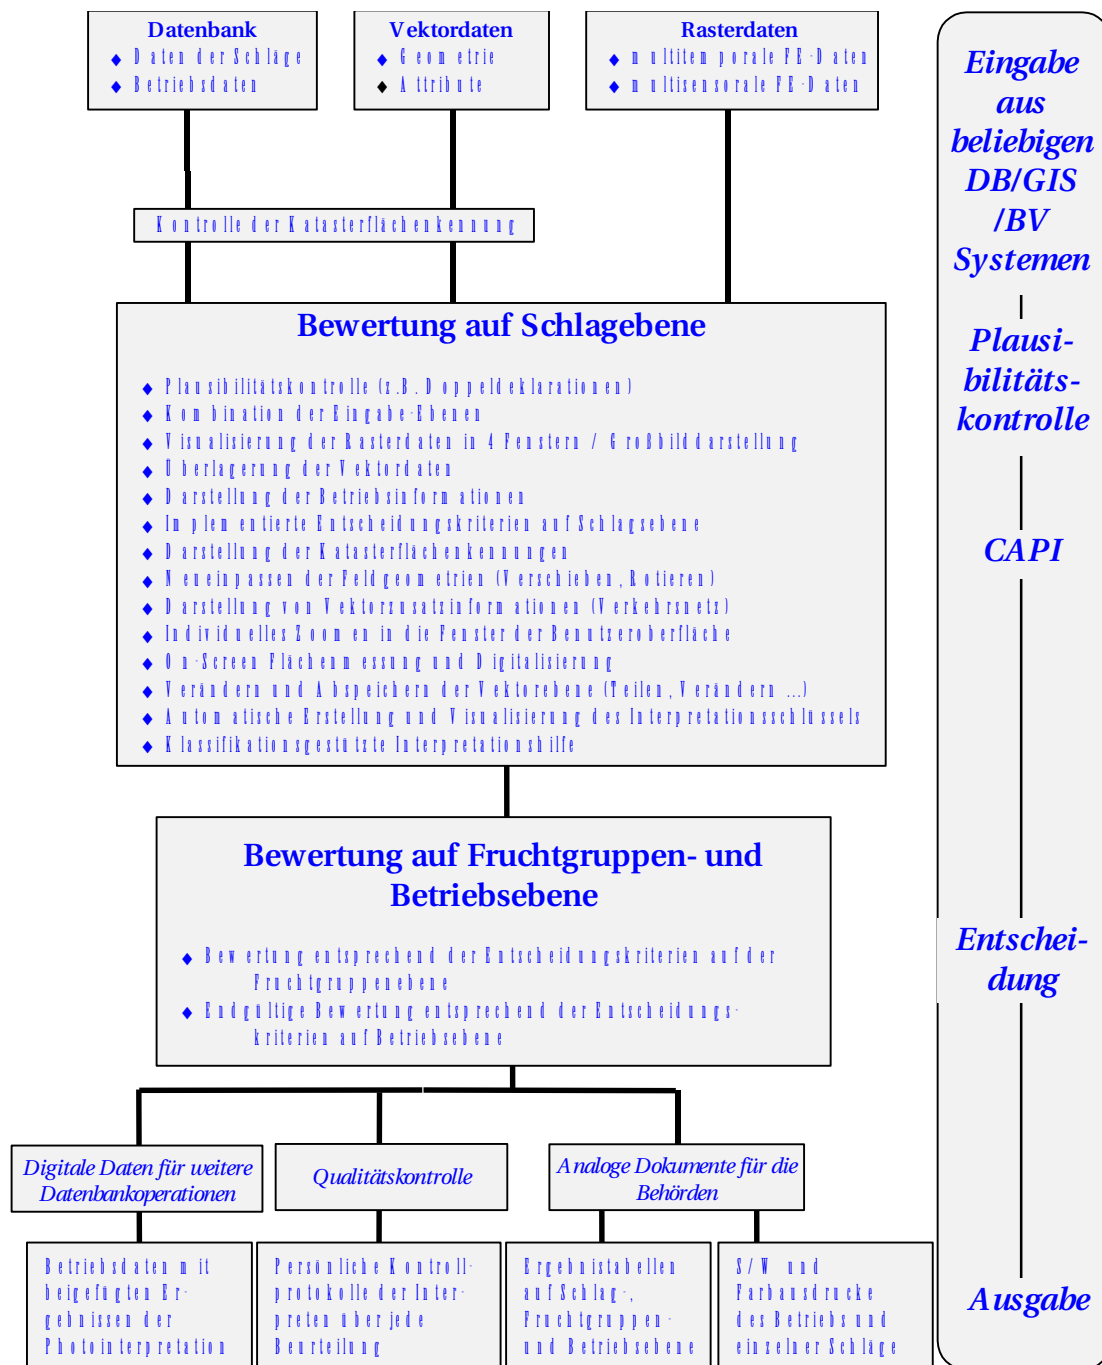 Datenbank
◆ Daten der Schläge
◆ Betriebsdaten
Vektordaten
◆ Geometrie
◆ Attribute
Rasterdaten
◆ multitemporale FE-Daten
◆ multisensorale FE-Daten
Kontrolle der Katasterflächenkennung
Bewertung auf Schlagebene
◆ Plausibilitätskontrolle (z.B. Doppeldeklarationen)
◆ Kombination der Eingabe-Ebenen
◆ Visualisierung der Rasterdaten in 4 Fenstern / Großbilddarstellung
◆ Überlagerung der Vektordaten
◆ Darstellung der Betriebsinformationen
◆ Implementierte Entscheidungskriterien auf Schlagsebene
◆ Darstellung der Katasterflächenkennungen
◆ Neueinpassen der Feldgeometrien (Verschieben, Rotieren)
◆ Darstellung von Vektorzusatzinformationen (Verkehrsnetz)
◆ Individuelles Zoomen in die Fenster der Benutzeroberfläche
◆ On-Screen Flächenmessung und Digitalisierung
◆ Verändern und Abspeichern der Vektorebene (Teilen, Verändern ...)
◆ Automatische Erstellung und Visualisierung des Interpretationsschlüssels
◆ Klassifikationsgestützte Interpretationshilfe
Bewertung auf Fruchtgruppen- und
Betriebsebene
◆ Bewertung entsprechend der Entscheidungskriterien auf der
Fruchtgruppenebene
◆ Endgültige Bewertung entsprechend der Entscheidungs-
kriterien auf Betriebsebene
Digitale Daten für weitere
Datenbankoperationen
Qualitätskontrolle
Analoge Dokumente für die
Behörden
Betriebsdaten mit
beigefügten Er-
gebnissen der
Photointerpretation
Persönliche Kontroll-
protokolle der Inter-
preten über jede
Beurteilung
Ergebnistabellen
auf Schlag-,
Fruchtgruppen-
und Betriebsebene
S/W und
Farbausdrucke
des Betriebs und
einzelner Schläge
Eingabe
aus
beliebigen
DB/GIS
/BV
Systemen
Plausi-
bilitäts-
kontrolle
CAPI
Entschei-
dung
Ausgabe